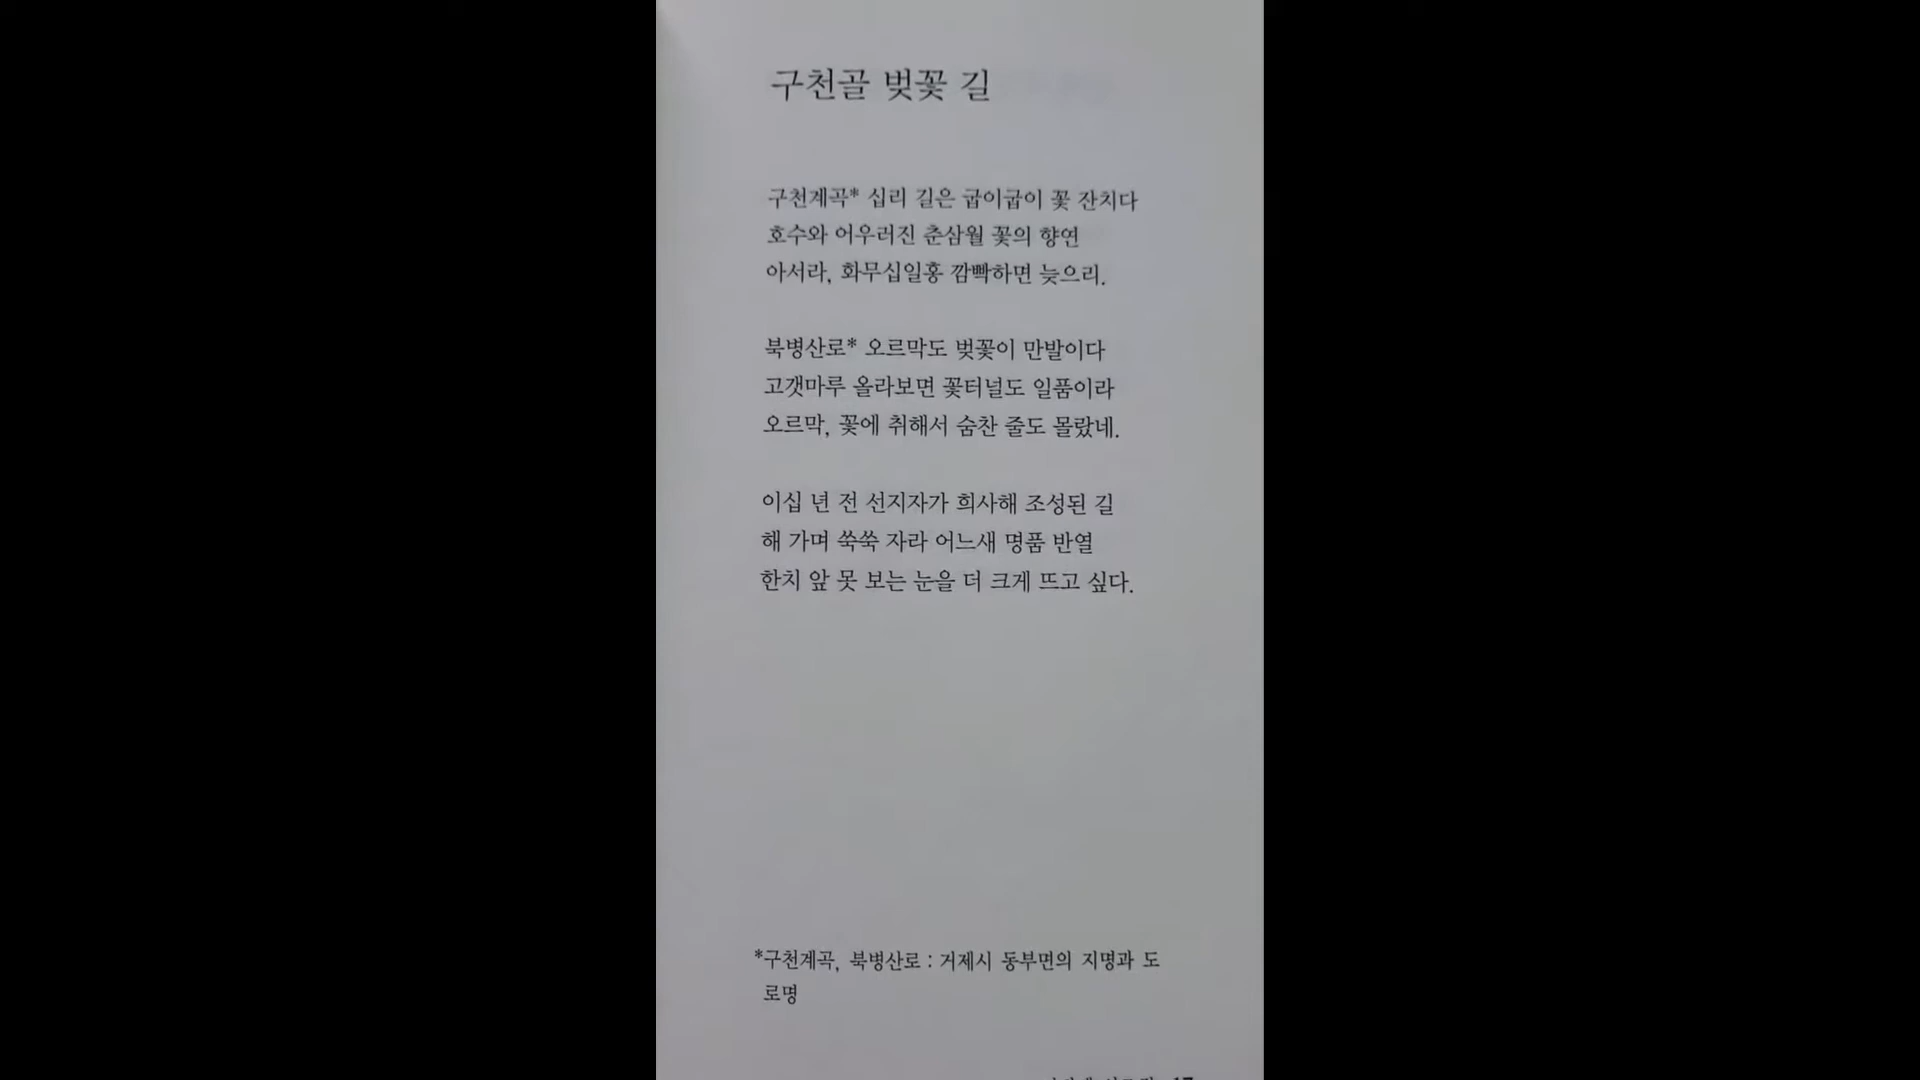 구천골 벚꽃 길
구천계곡* 십리 길은 굽이굽이 꽃 잔치다
호수와 어우러진 춘삼월 꽃의 향연
아서라, 화무십일홍 깜빡하면 늦으리.
북병산로* 오르막도 벚꽃이 만발이다
고갯마루 올라보면 꽃터널도 일품이라
오르막, 꽃에 취해서 숨찬 줄도 몰랐네.
이십 년 전 선지자가 희사해 조성된 길
해 가며 쑥쑥 자라 어느새 명품 반열
한치 앞 못 보는 눈을 더 크게 뜨고 싶다.
*구천계곡, 북병산로 : 거제시 동부면의 지명과 도
로명